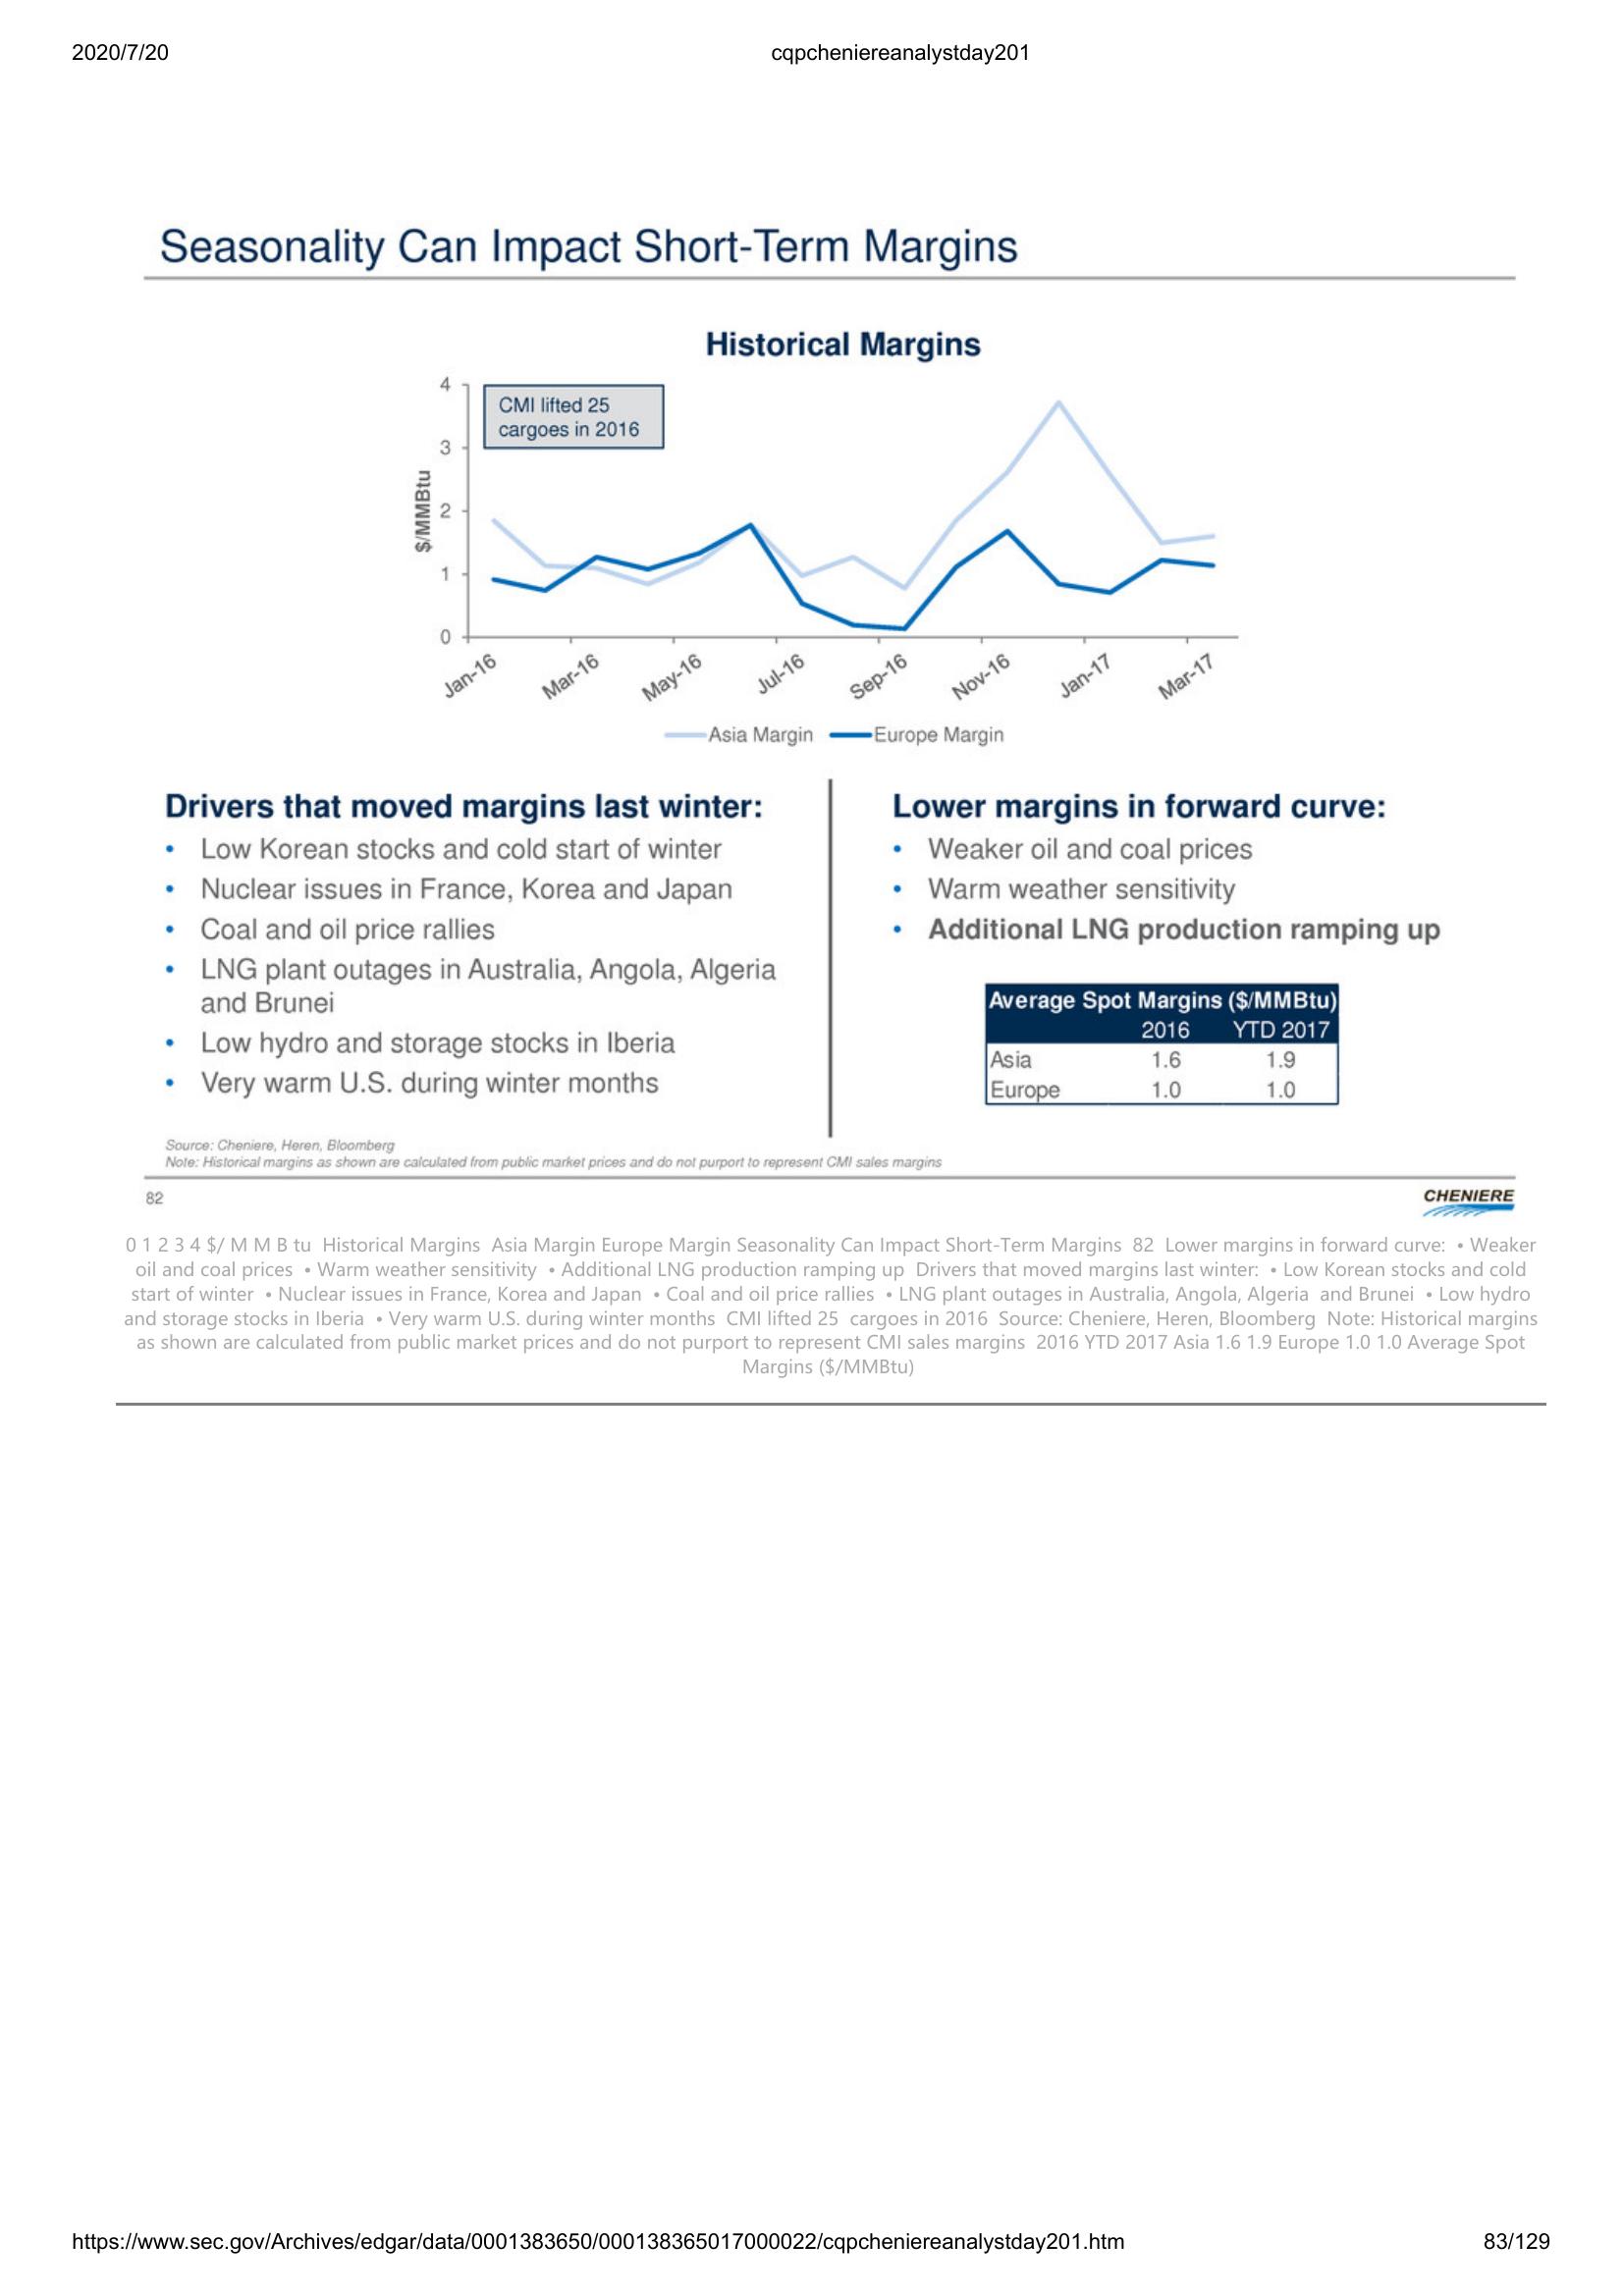 2020/7/20
cqpcheniereanalystday201
Seasonality Can Impact Short-Term Margins
Historical Margins
4
3
2
1
0
$/MMBtu
CMI lifted 25
cargoes in 2016
Jan-16
Mar-16
May-16
Jul-16
Sep-16
Nov-16
Jan-17
Mar-17
Asia Margin
Europe Margin
Drivers that moved margins last winter:
• Low Korean stocks and cold start of winter
• Nuclear issues in France, Korea and Japan
• Coal and oil price rallies
• LNG plant outages in Australia, Angola, Algeria
and Brunei
• Low hydro and storage stocks in Iberia
• Very warm U.S. during winter months
Lower margins in forward curve:
• Weaker oil and coal prices
• Warm weather sensitivity
• Additional LNG production ramping up
Average Spot Margins ($/MMBtu)
2016 YTD 2017
Asia 1.6 1.9
Europe 1.0 1.0
Source: Cheniere, Heren, Bloomberg
Note: Historical margins as shown are calculated from public market prices and do not purport to represent CMI sales margins
82
CHENIERE
0 1 2 3 4 $/ M M B tu Historical Margins Asia Margin Europe Margin Seasonality Can Impact Short-Term Margins 82 Lower margins in forward curve: • Weaker
oil and coal prices • Warm weather sensitivity • Additional LNG production ramping up Drivers that moved margins last winter: • Low Korean stocks and cold
start of winter • Nuclear issues in France, Korea and Japan • Coal and oil price rallies • LNG plant outages in Australia, Angola, Algeria and Brunei • Low hydro
and storage stocks in Iberia • Very warm U.S. during winter months CMI lifted 25 cargoes in 2016 Source: Cheniere, Heren, Bloomberg Note: Historical margins
as shown are calculated from public market prices and do not purport to represent CMI sales margins 2016 YTD 2017 Asia 1.6 1.9 Europe 1.0 1.0 Average Spot
Margins ($/MMBtu)
https://www.sec.gov/Archives/edgar/data/0001383650/000138365017000022/cqpcheniereanalystday201.htm
83/129